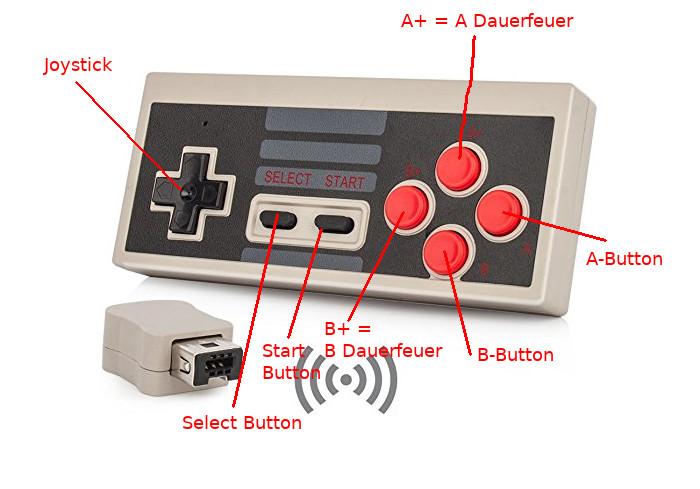 A+ = A Dauerfeuer
Joystick
SELECT START
A+
B+
A
B
A-Button
B+ =
B Dauerfeuer
Start
Button
B-Button
Select Button